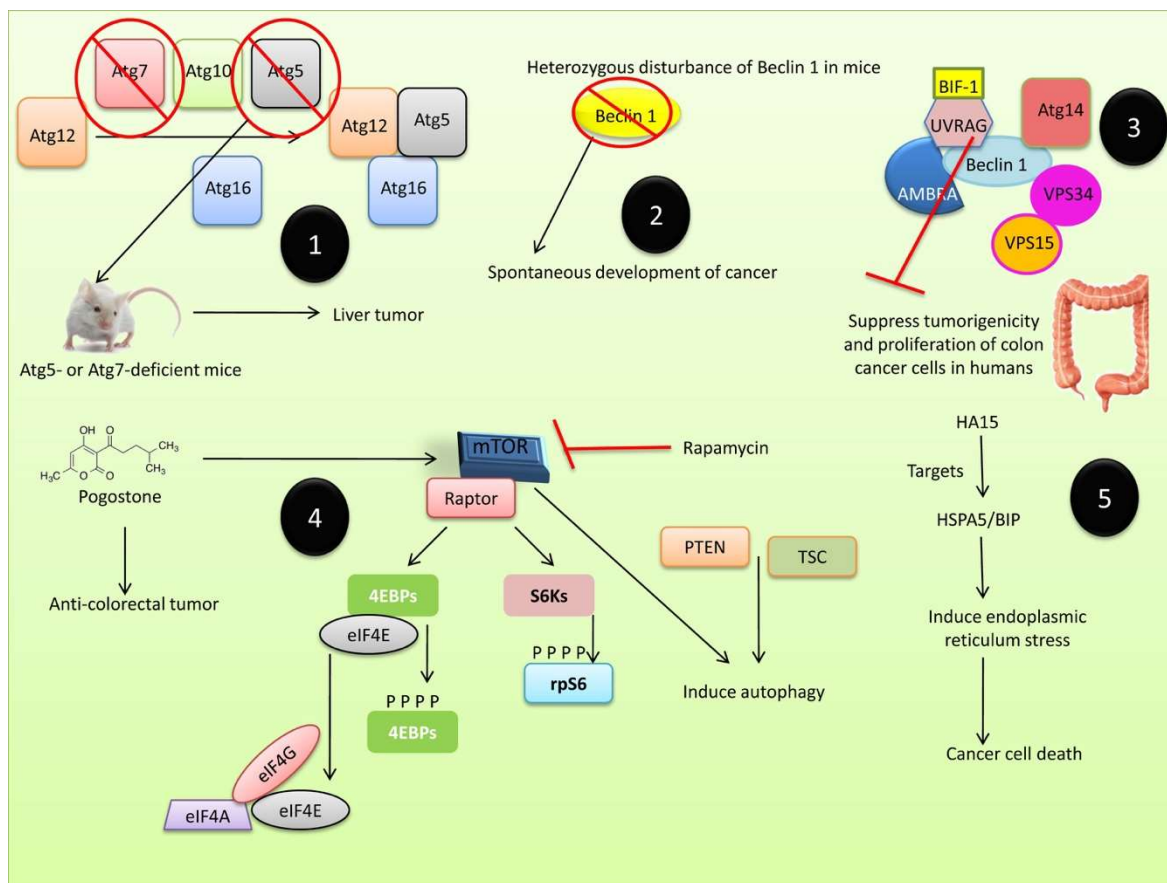 Atg7
Atg10
Atg5
Atg12
Atg12
Atg5
Atg16
Atg16
1
Liver tumor
Atg5- or Atg7-deficient mice
Heterozygous disturbance of Beclin 1 in mice
Beclin 1
2
Spontaneous development of cancer
BIF-1
UVRAG
Atg14
3
Beclin 1
AMBRA
VPS34
VPS15
Suppress tumorigenicity
and proliferation of colon
cancer cells in humans
OH
O
CH₃
CH₃
H₃C
O
O
Pogostone
4
Anti-colorectal tumor
mTOR
Rapamycin
Raptor
4EBPs
eIF4E
S6Ks
P P P P
rpS6
P P P P
4EBPs
eIF4G
eIF4A
eIF4E
PTEN
TSC
Induce autophagy
HA15
Targets
5
HSPA5/BIP
Induce endoplasmic
reticulum stress
Cancer cell death